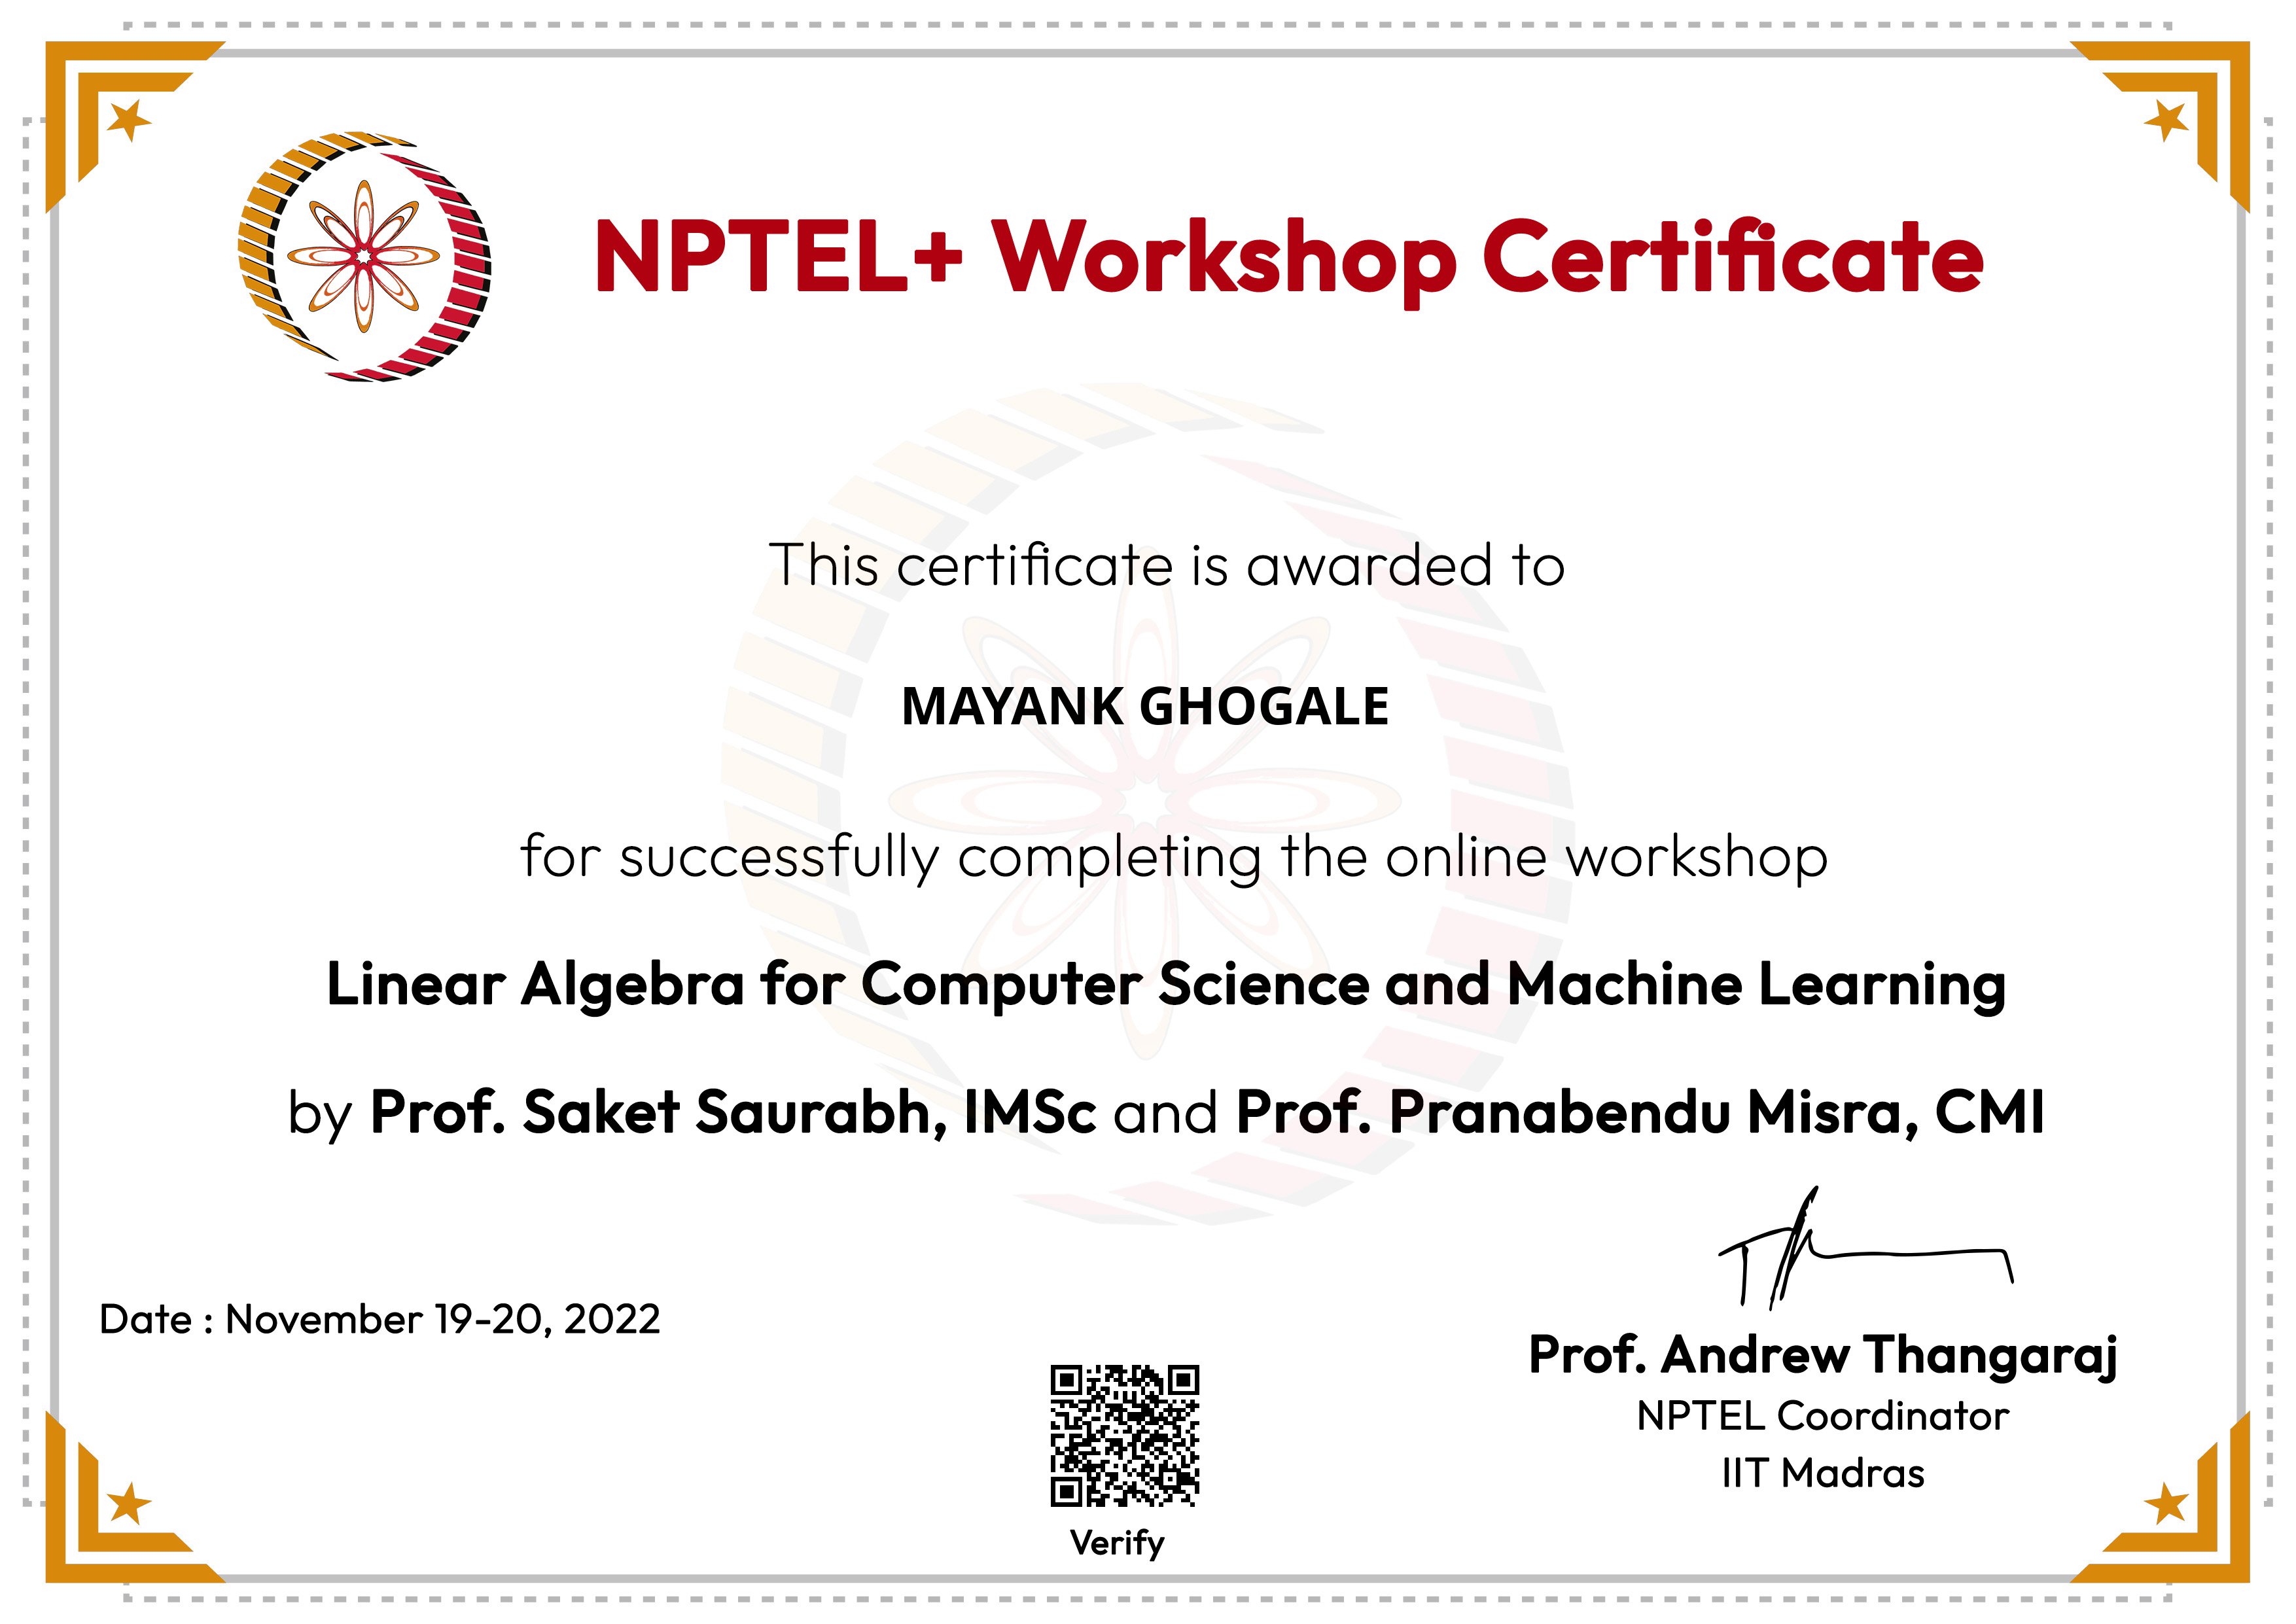 NPTEL+ Workshop Certificate
This certificate is awarded to
MAYANK GHOGALE
for successfully completing the online workshop
Linear Algebra for Computer Science and Machine Learning
by Prof. Saket Saurabh, IMSc and Prof. Pranabendu Misra, CMI
Date : November 19-20, 2022
Prof. Andrew Thangaraj
NPTEL Coordinator
IIT Madras
Verify